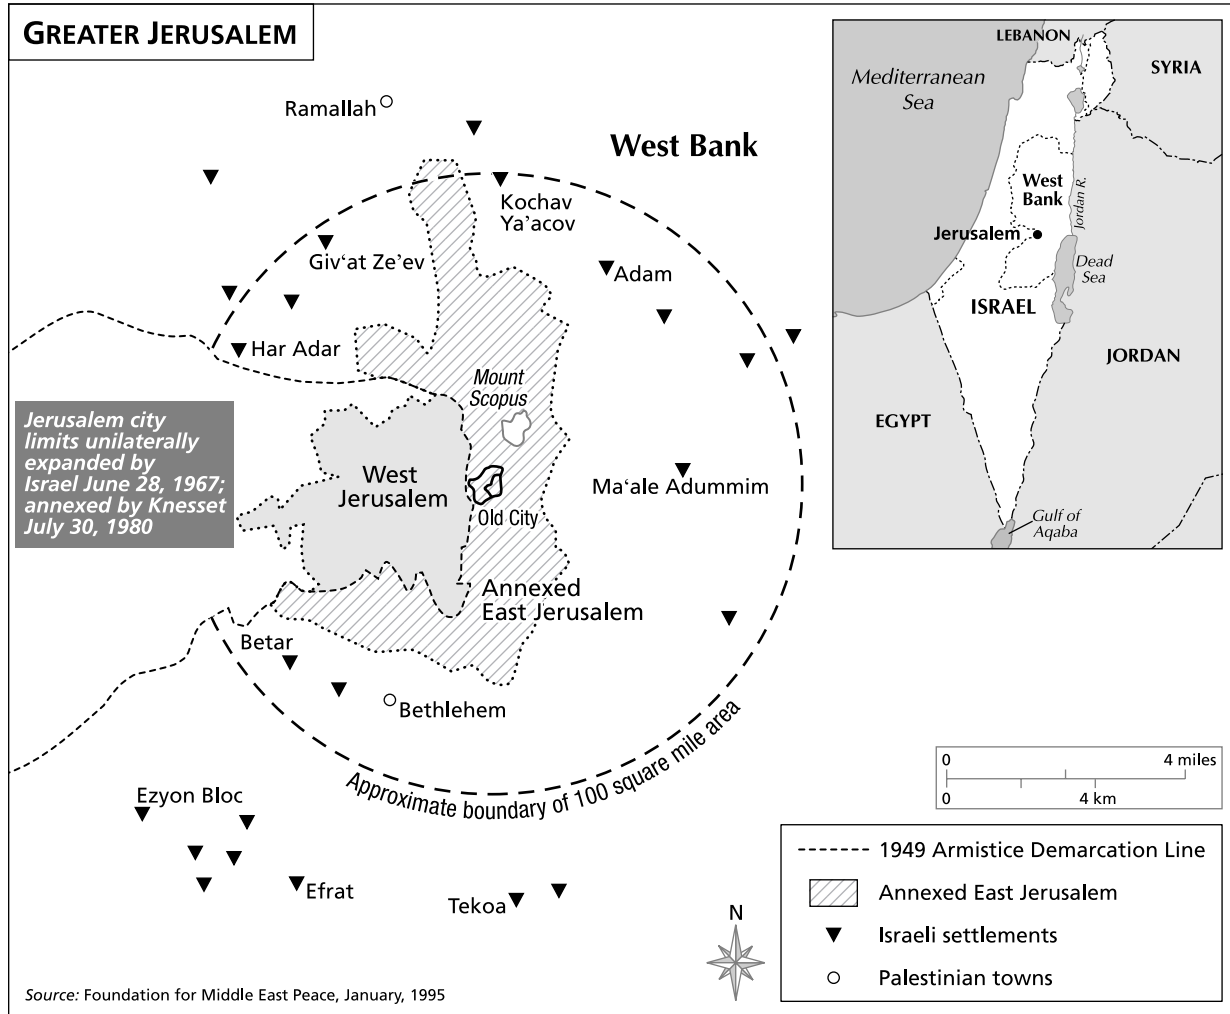 GREATER JERUSALEM
Ramallah
West Bank
Kochav
Ya’acov
Giv‘at Ze’ev
Adam
Har Adar
Mount
Scopus
Jerusalem city
limits unilaterally
expanded by
Israel June 28, 1967;
annexed by Knesset
July 30, 1980
West
Jerusalem
Ma‘ale Adummim
Old City
Annexed
East Jerusalem
Betar
Bethlehem
Approximate boundary of 100 square mile area
Ezyon Bloc
Efrat
Tekoa
Source: Foundation for Middle East Peace, January, 1995
LEBANON
SYRIA
Mediterranean
Sea
West
Bank
Jordan R.
Jerusalem
Dead
Sea
ISRAEL
JORDAN
EGYPT
Gulf of
Aqaba
0 4 miles
0 4 km
N
1949 Armistice Demarcation Line
Annexed East Jerusalem
Israeli settlements
Palestinian towns